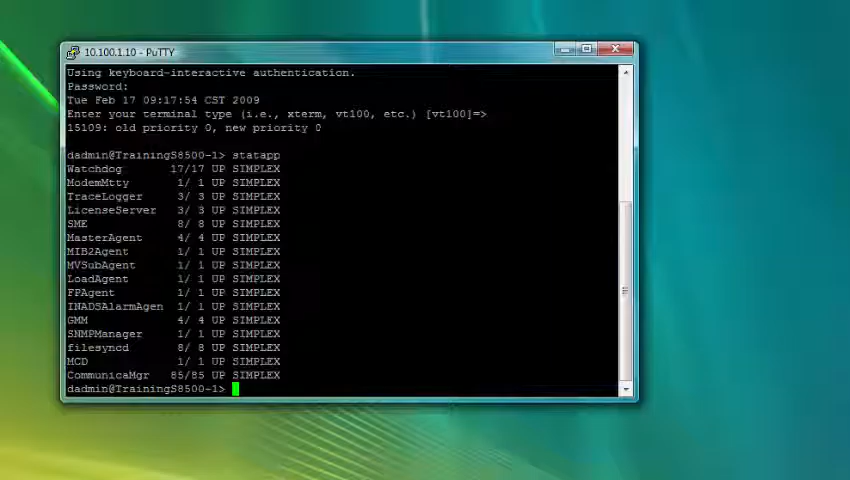 10.100.1.10 - PuTTY
Using keyboard-interactive authentication.
Password:
Tue Feb 17 09:17:54 CST 2009
Enter your terminal type (i.e., xterm, vt100, etc.) [vt100]=>
15109: old priority 0, new priority 0
dadmin@TrainingS8500-1> statapp
Watchdog 17/17 UP SIMPLEX
ModemMtty 1/ 1 UP SIMPLEX
TraceLogger 3/ 3 UP SIMPLEX
LicenseServer 3/ 3 UP SIMPLEX
SME 8/ 8 UP SIMPLEX
MasterAgent 4/ 4 UP SIMPLEX
MIB2Agent 1/ 1 UP SIMPLEX
MVSubAgent 1/ 1 UP SIMPLEX
LoadAgent 1/ 1 UP SIMPLEX
FPAgent 1/ 1 UP SIMPLEX
INADSAlarmAgen 1/ 1 UP SIMPLEX
GMM 4/ 4 UP SIMPLEX
SNMPManager 1/ 1 UP SIMPLEX
filesyncd 8/ 8 UP SIMPLEX
MCD 1/ 1 UP SIMPLEX
CommunicaMgr 85/85 UP SIMPLEX
dadmin@TrainingS8500-1>